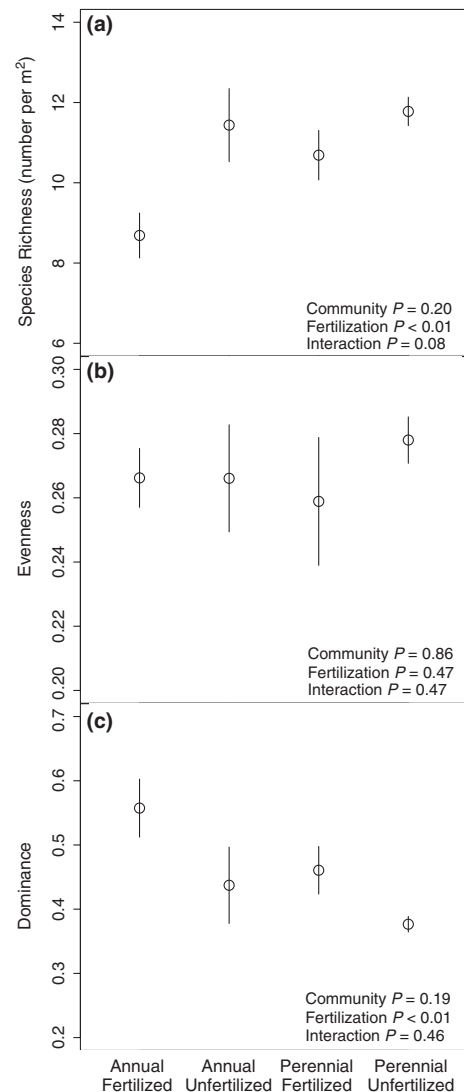 (a)
Species Richness (number per m²)
14
12
10
8
6
Community P = 0.20
Fertilization P < 0.01
Interaction P = 0.08
(b)
Evenness
0.30
0.28
0.26
0.24
0.22
0.20
Community P = 0.86
Fertilization P = 0.47
Interaction P = 0.47
(c)
Dominance
0.7
0.6
0.5
0.4
0.3
0.2
Community P = 0.19
Fertilization P < 0.01
Interaction P = 0.46
Annual
Fertilized
Annual
Unfertilized
Perennial
Fertilized
Perennial
Unfertilized